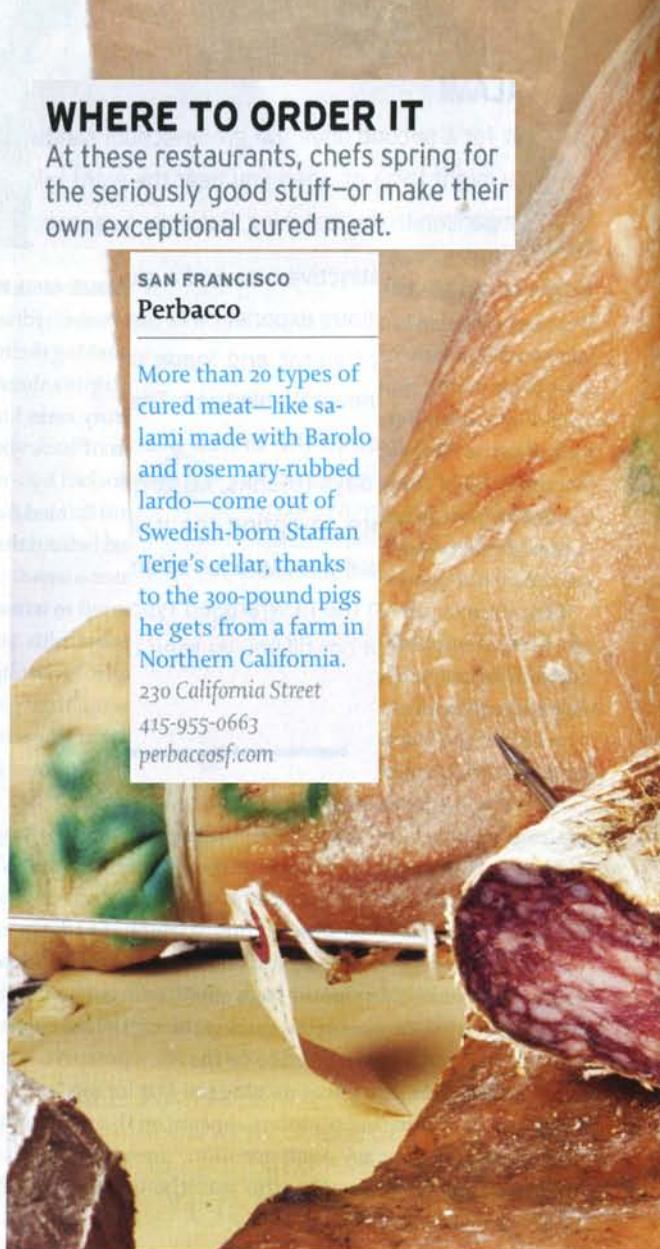 WHERE TO ORDER IT
At these restaurants, chefs spring for
the seriously good stuff—or make their
own exceptional cured meat.
SAN FRANCISCO
Perbacco
More than 20 types of
cured meat—like sa-
lami made with Barolo
and rosemary-rubbed
lardo—come out of
Swedish-born Staffan
Terje's cellar, thanks
to the 300-pound pigs
he gets from a farm in
Northern California.
230 California Street
415-955-0663
perbaccosf.com